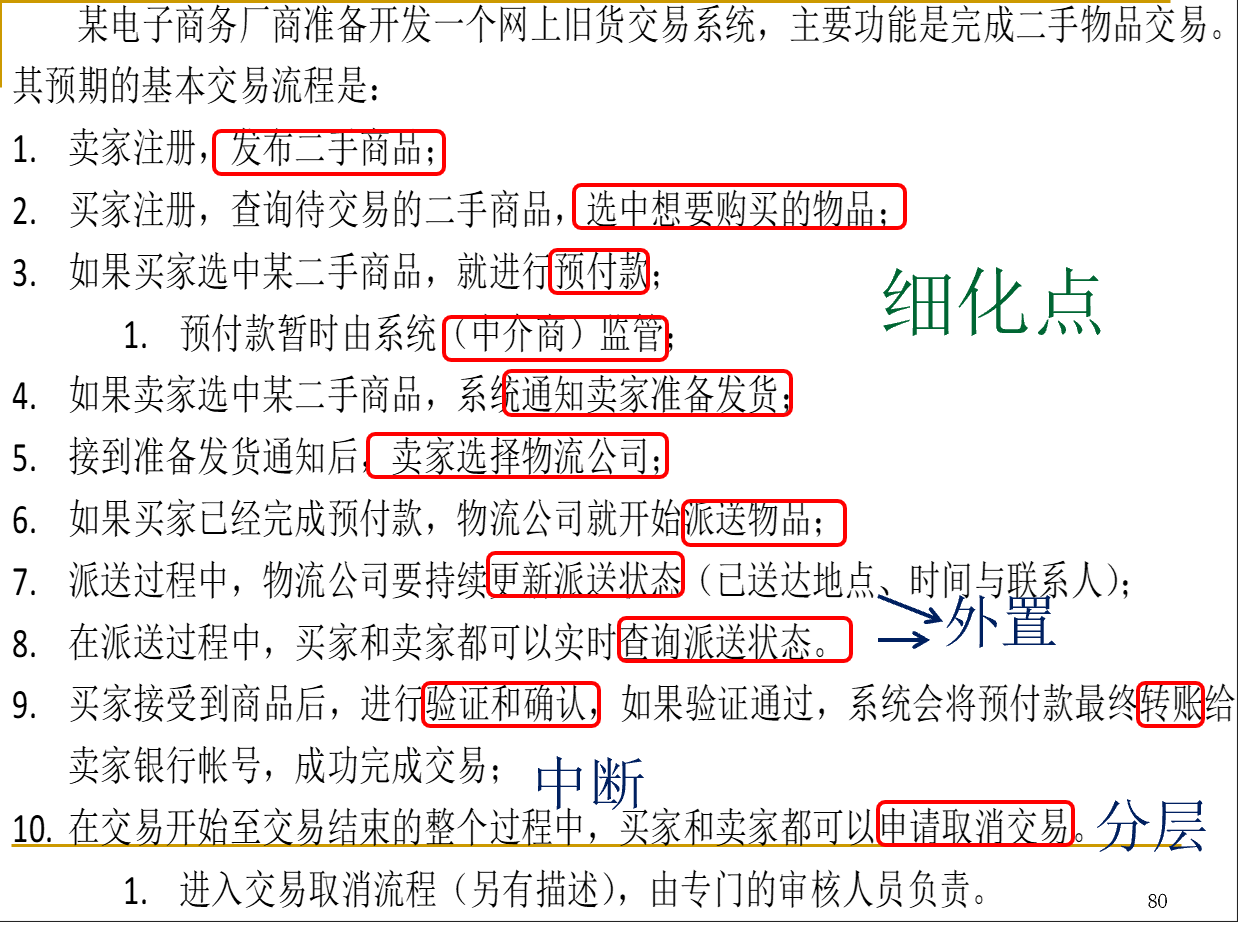 某电子商务厂商准备开发一个网上旧货交易系统，主要功能是完成二手物品交易。
其预期的基本交易流程是：
1. 卖家注册，发布二手商品；
2. 买家注册，查询待交易的二手商品，选中想要购买的物品；
3. 如果买家选中某二手商品，就进行预付款；
细化点
1. 预付款暂时由系统（中介商）监管；
4. 如果卖家选中某二手商品，系统通知卖家准备发货；
5. 接到准备发货通知后，卖家选择物流公司；
6. 如果买家已经完成预付款，物流公司就开始派送物品；
7. 派送过程中，物流公司要持续更新派送状态（已送达地点、时间与联系人）；
外置
8. 在派送过程中，买家和卖家都可以实时查询派送状态。
9. 买家接受到商品后，进行验证和确认，如果验证通过，系统会将预付款最终转账给
卖家银行帐号，成功完成交易；
中断
10. 在交易开始至交易结束的整个过程中，买家和卖家都可以申请取消交易。
分层
1. 进入交易取消流程（另有描述），由专门的审核人员负责。
80